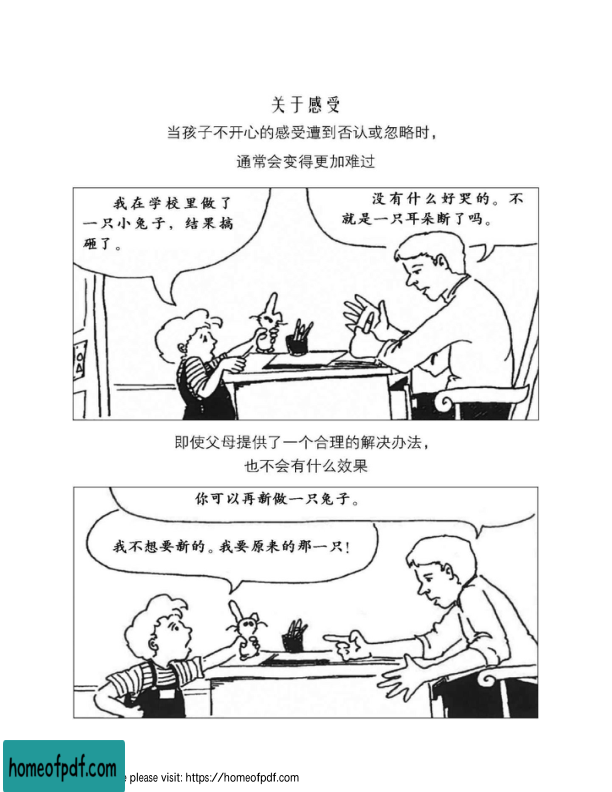 关于感受
当孩子不开心的感受遭到否认或忽略时，
通常会变得更加难过
我在学校里做了
一只小兔子，结果搞
砸了。
没有什么好哭的。不
就是一只耳朵断了吗。
即使父母提供了一个合理的解决办法，
也不会有什么效果
你可以再新做一只兔子。
我不想要新的。我要原来的那一只！
homeofpdf.com
e please visit: https://homeofpdf.com